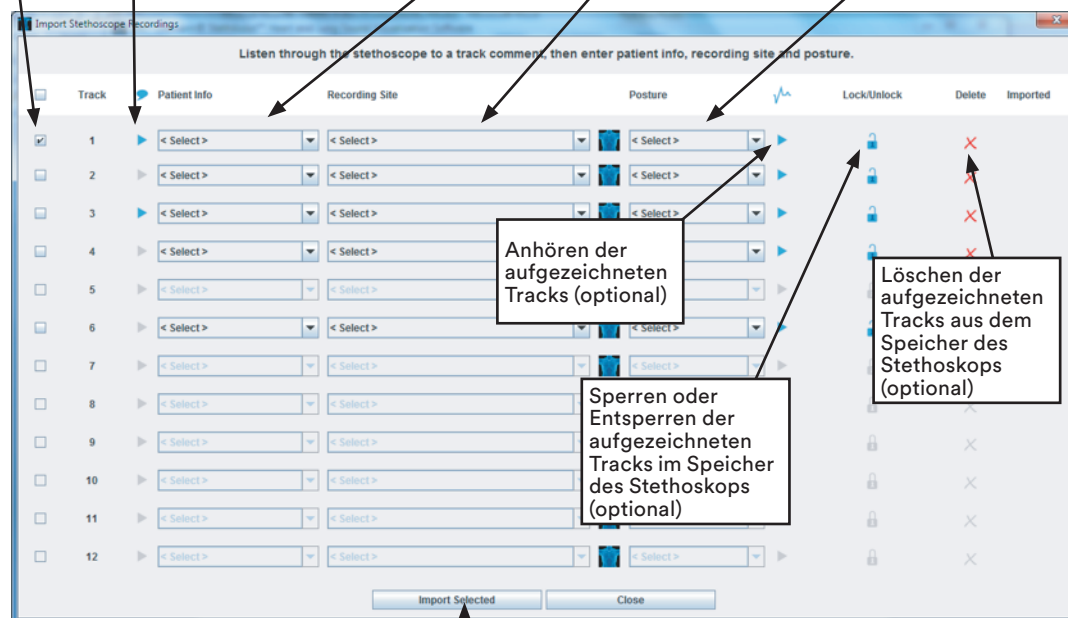 Import Stethoscope Recordings
Listen through the stethoscope to a track comment, then enter patient info, recording site and posture.
Track Patient Info Recording Site Posture Lock/Unlock Delete Imported
1 < Select > < Select > < Select >
2 < Select > < Select > < Select >
3 < Select > < Select > < Select >
4 < Select > < Select >
5 < Select > < Select >
6 < Select > < Select > < Select >
7 < Select > < Select > < Select >
8 < Select > < Select >
9 < Select > < Select >
10 < Select > < Select >
11 < Select > < Select >
12 < Select > < Select > < Select >
Anhören der
aufgezeichneten
Tracks (optional)
Löschen der
aufgezeichneten
Tracks aus dem
Speicher des
Stethoskops
(optional)
Sperren oder
Entsperren der
aufgezeichneten
Tracks im Speicher
des Stethoskops
(optional)
Import Selected Close